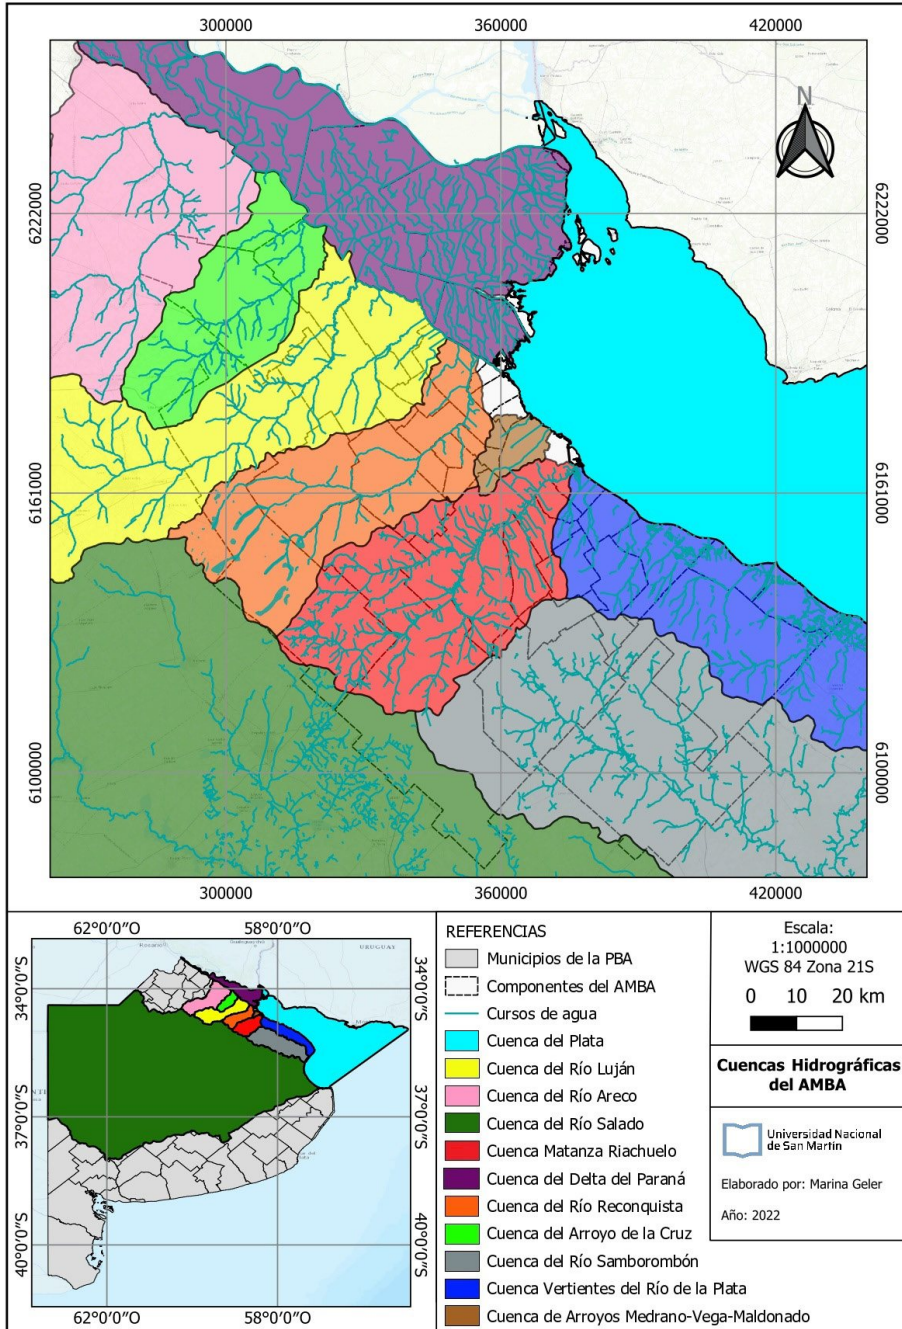 300000 360000 420000
N
6222000 6222000
6161000 6161000
6100000 6100000
300000 360000 420000
62°0'0"O 58°0'0"O
34°0'0"S 34°0'0"S
URUGUAY
37°0'0"S 37°0'0"S
40°0'0"S 40°0'0"S
62°0'0"O 58°0'0"O
REFERENCIAS
Municipios de la PBA
Componentes del AMBA
Cursos de agua
Cuenca del Plata
Cuenca del Río Luján
Cuenca del Río Areco
Cuenca del Río Salado
Cuenca Matanza Riachuelo
Cuenca del Delta del Paraná
Cuenca del Río Reconquista
Cuenca del Arroyo de la Cruz
Cuenca del Río Samborombón
Cuenca Vertientes del Río de la Plata
Cuenca de Arroyos Medrano-Vega-Maldonado
Escala:
1:1000000
WGS 84 Zona 21S
0 10 20 km
Cuencas Hidrográficas
del AMBA
Universidad Nacional
de San Martín
Elaborado por: Marina Geler
Año: 2022